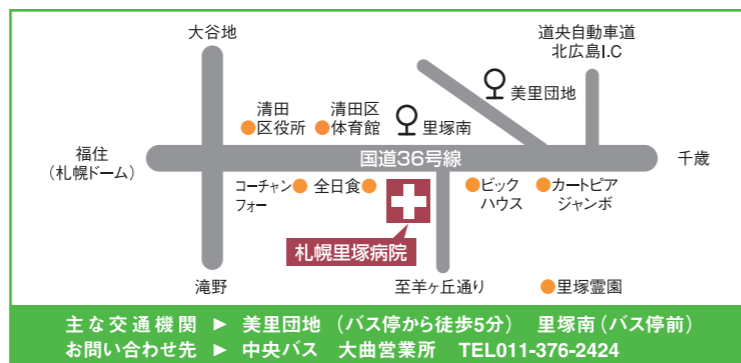 大谷地
道央自動車道
北広島I.C
美里団地
清田
区役所
清田区
体育館
里塚南
福住
(札幌ドーム)
国道36号線
千歳
コーチャン
フォー
全日食
ビック
ハウス
カートピア
ジャンボ
札幌里塚病院
滝野
至羊ヶ丘通り
里塚霊園
主な交通機関 ▶ 美里団地 (バス停から徒歩5分) 里塚南(バス停前)
お問い合わせ先 ▶ 中央バス 大曲営業所 TEL011-376-2424